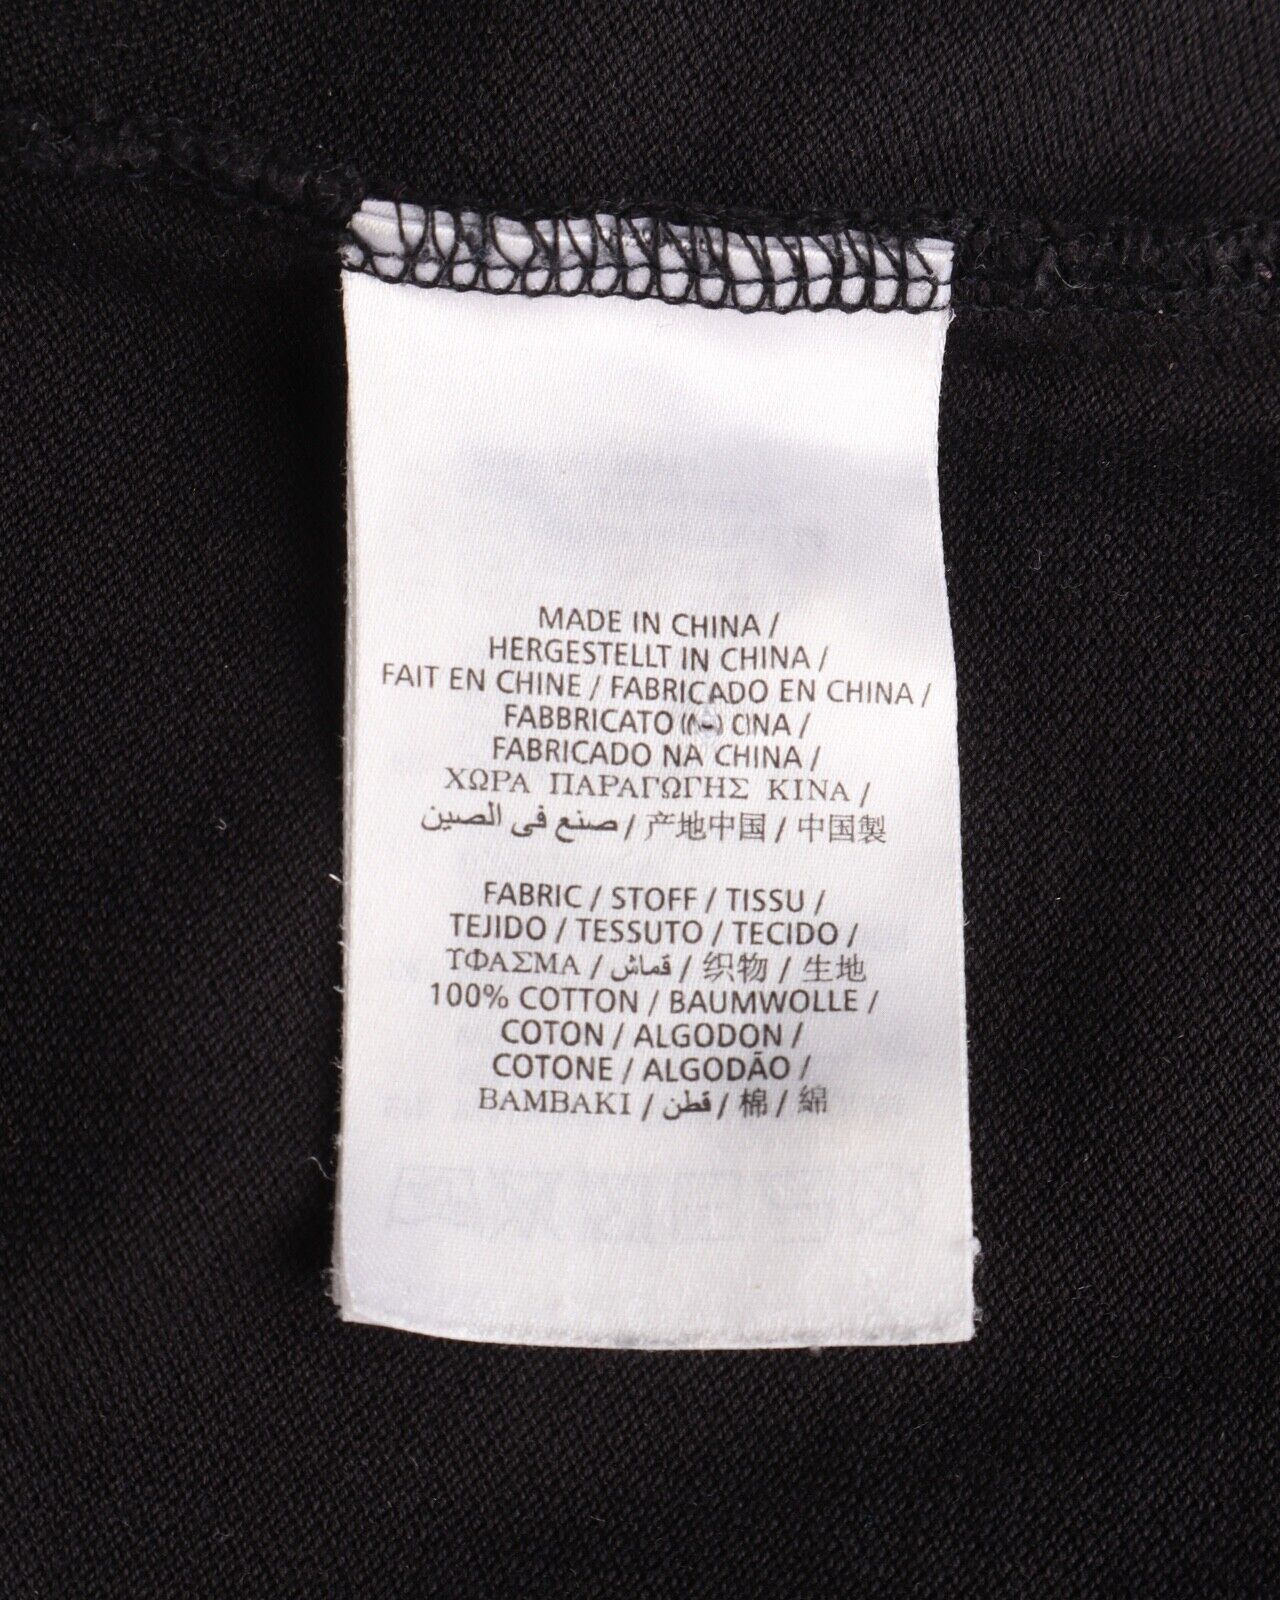 MADE IN CHINA /
HERGESTELLT IN CHINA /
FAIT EN CHINE / FABRICADO EN CHINA /
FABBRICATO CINA /
FABRICADO NA CHINA /
ΧΩΡΑ ΠΑΡΑΓΩΓΗΣ ΚΙΝΑ /
صنع في الصين / 产地中国 / 中国製
FABRIC / STOFF / TISSU /
TEJIDO / TESSUTO / TECIDO /
ΥΦΑΣΜΑ / قماش / 织物 / 生地
100% COTTON / BAUMWOLLE /
COTON / ALGODON /
COTONE / ALGODÃO /
ΒΑΜΒΑΚΙ / قطن / 棉 / 綿